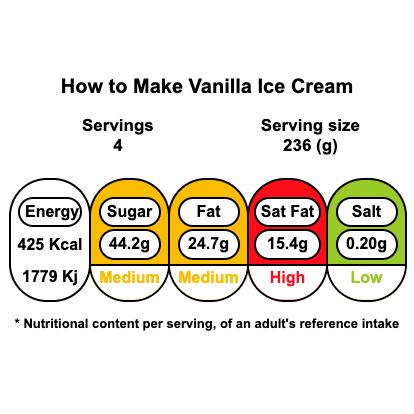 How to Make Vanilla Ice Cream
Servings
4
Serving size
236 (g)
Energy
425 Kcal
1779 Kj
Sugar
44.2g
Medium
Fat
24.7g
Medium
Sat Fat
15.4g
High
Salt
0.20g
Low
* Nutritional content per serving, of an adult's reference intake